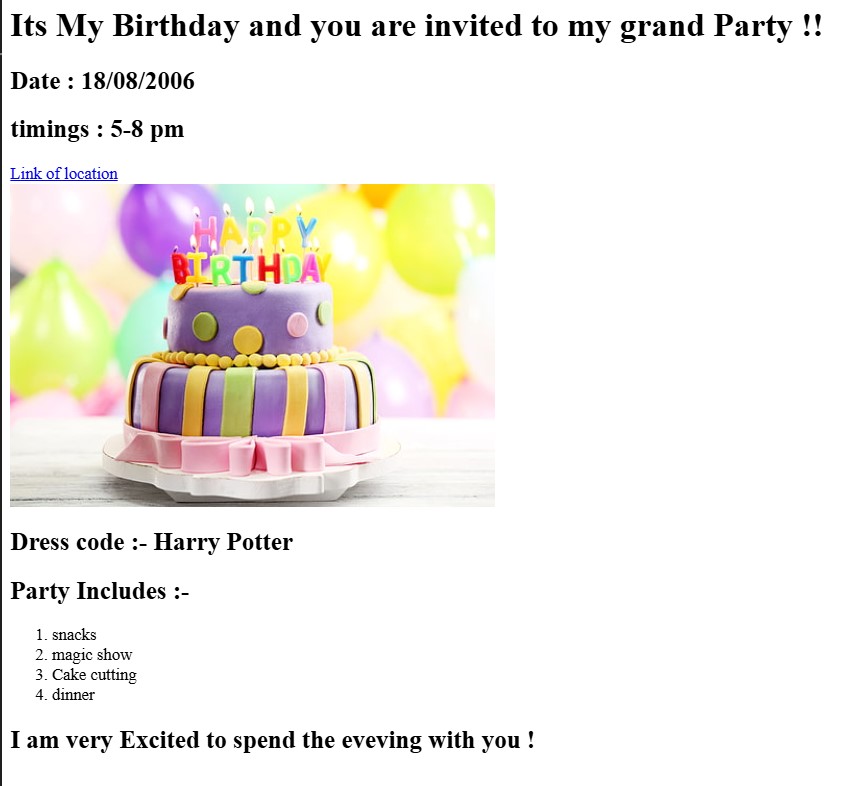 Its My Birthday and you are invited to my grand Party !!
Date : 18/08/2006
timings : 5-8 pm
Link of location
HAPPY
BIRTHDAY
Dress code :- Harry Potter
Party Includes :-
1. snacks
2. magic show
3. Cake cutting
4. dinner
I am very Excited to spend the eveving with you !